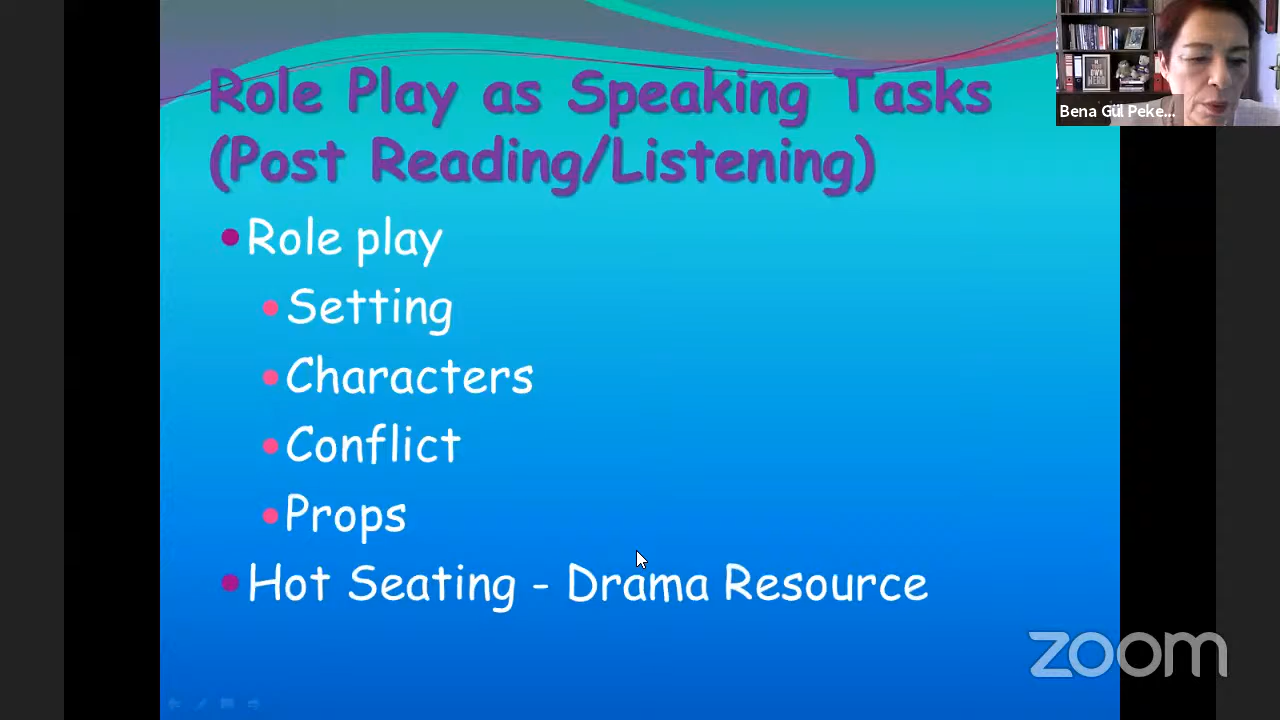 Role Play as Speaking Tasks
(Post Reading/Listening)
Role play
Setting
Characters
Conflict
Props
Hot Seating - Drama Resource
Bena Gül Peke...
zoom